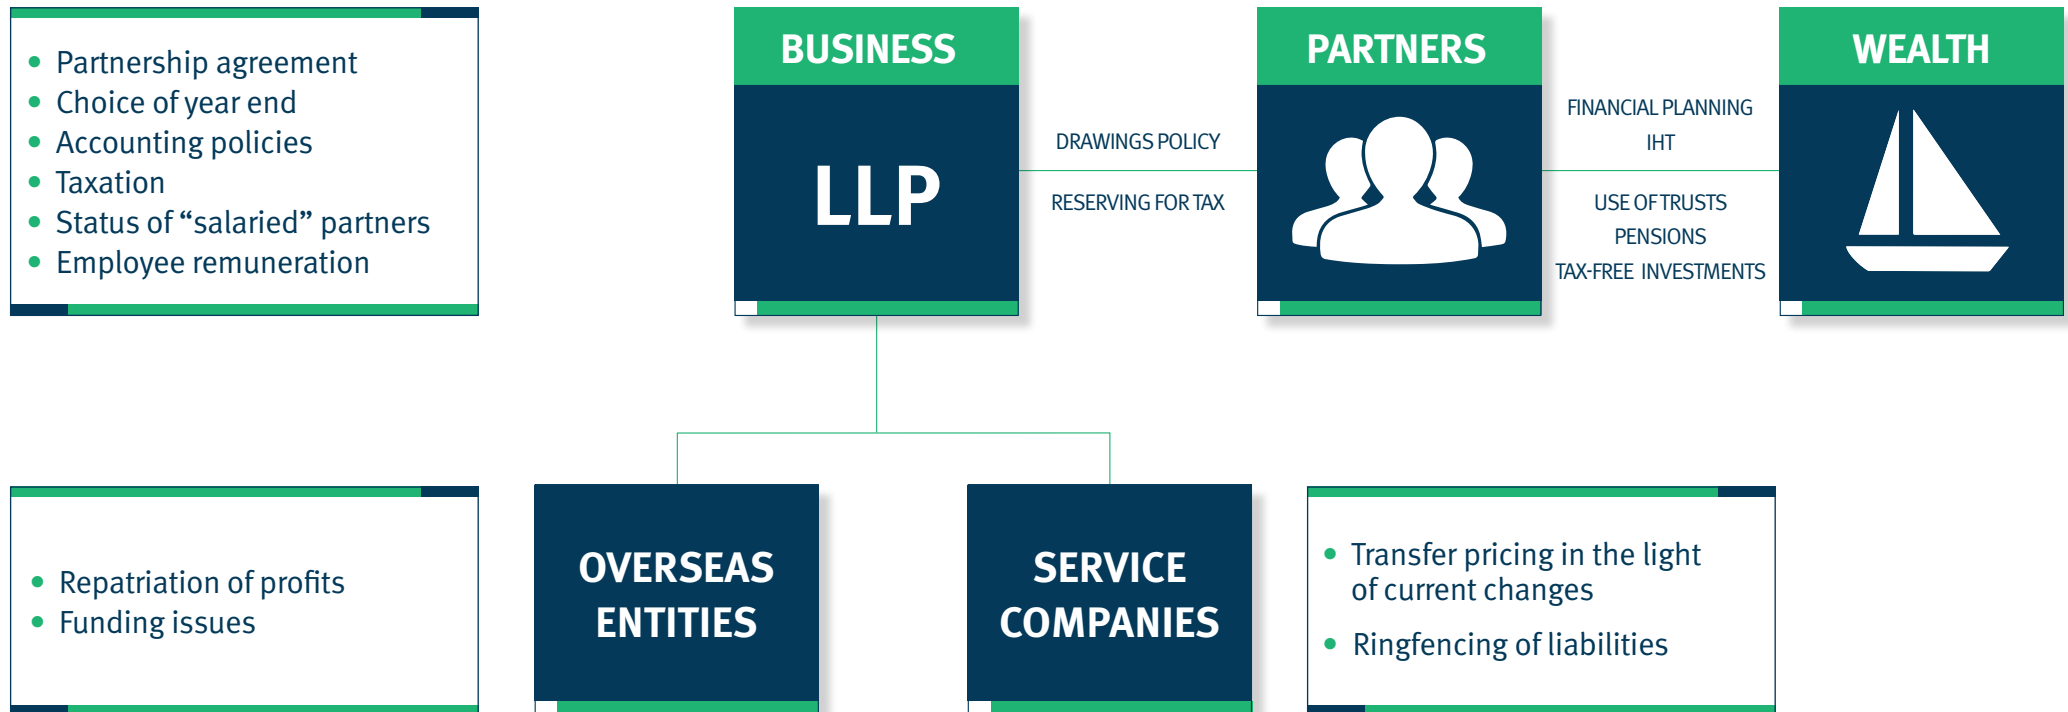 Partnership agreement
Choice of year end
Accounting policies
Taxation
Status of “salaried” partners
Employee remuneration
BUSINESS
LLP
DRAWINGS POLICY
RESERVING FOR TAX
PARTNERS
FINANCIAL PLANNING
IHT
USE OF TRUSTS
PENSIONS
TAX-FREE INVESTMENTS
WEALTH
Repatriation of profits
Funding issues
OVERSEAS
ENTITIES
SERVICE
COMPANIES
Transfer pricing in the light
of current changes
Ringfencing of liabilities